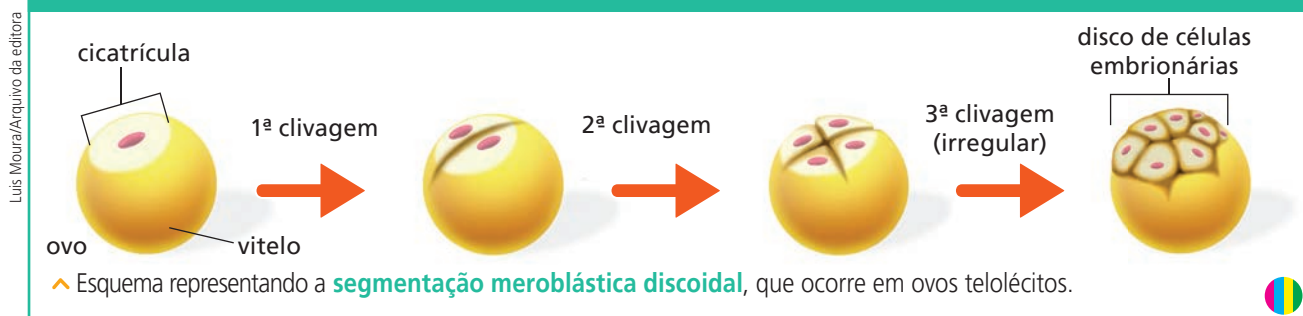 Luis Moura/Arquivo da editora
cicatrícula
1ª clivagem
2ª clivagem
3ª clivagem
(irregular)
disco de células
embrionárias
ovo
vitelo
Esquema representando a segmentação meroblástica discoidal, que ocorre em ovos telolécitos.